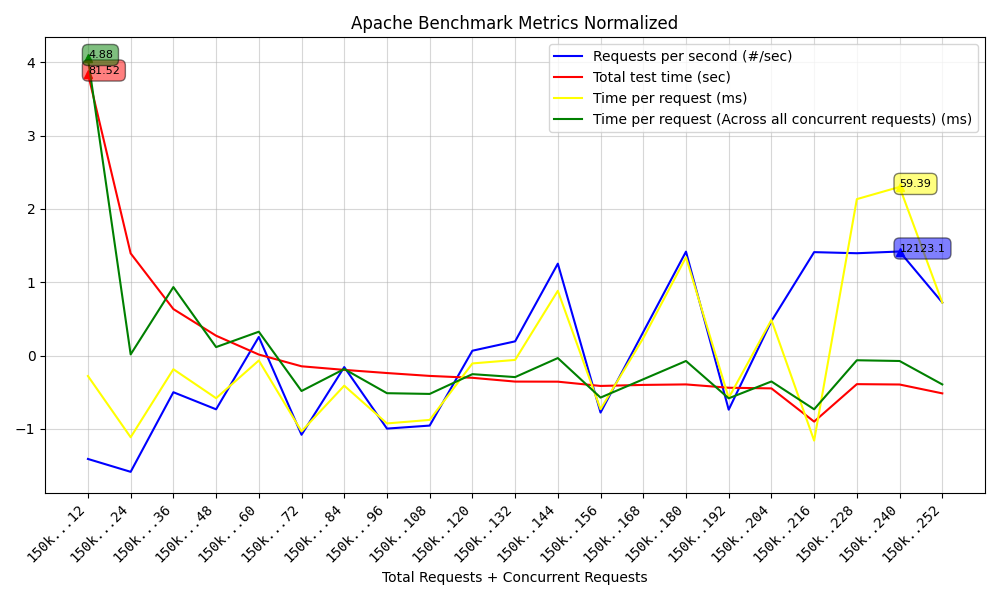 Apache Benchmark Metrics Normalized
4.88
81.52
59.39
12123.1
Requests per second (#/sec)
Total test time (sec)
Time per request (ms)
Time per request (Across all concurrent requests) (ms)
4
3
2
1
0
−1
150k...12
150k...24
150k...36
150k...48
150k...60
150k...72
150k...84
150k...96
150k..108
150k..120
150k..132
150k..144
150k..156
150k..168
150k..180
150k..192
150k..204
150k..216
150k..228
150k..240
150k..252
Total Requests + Concurrent Requests